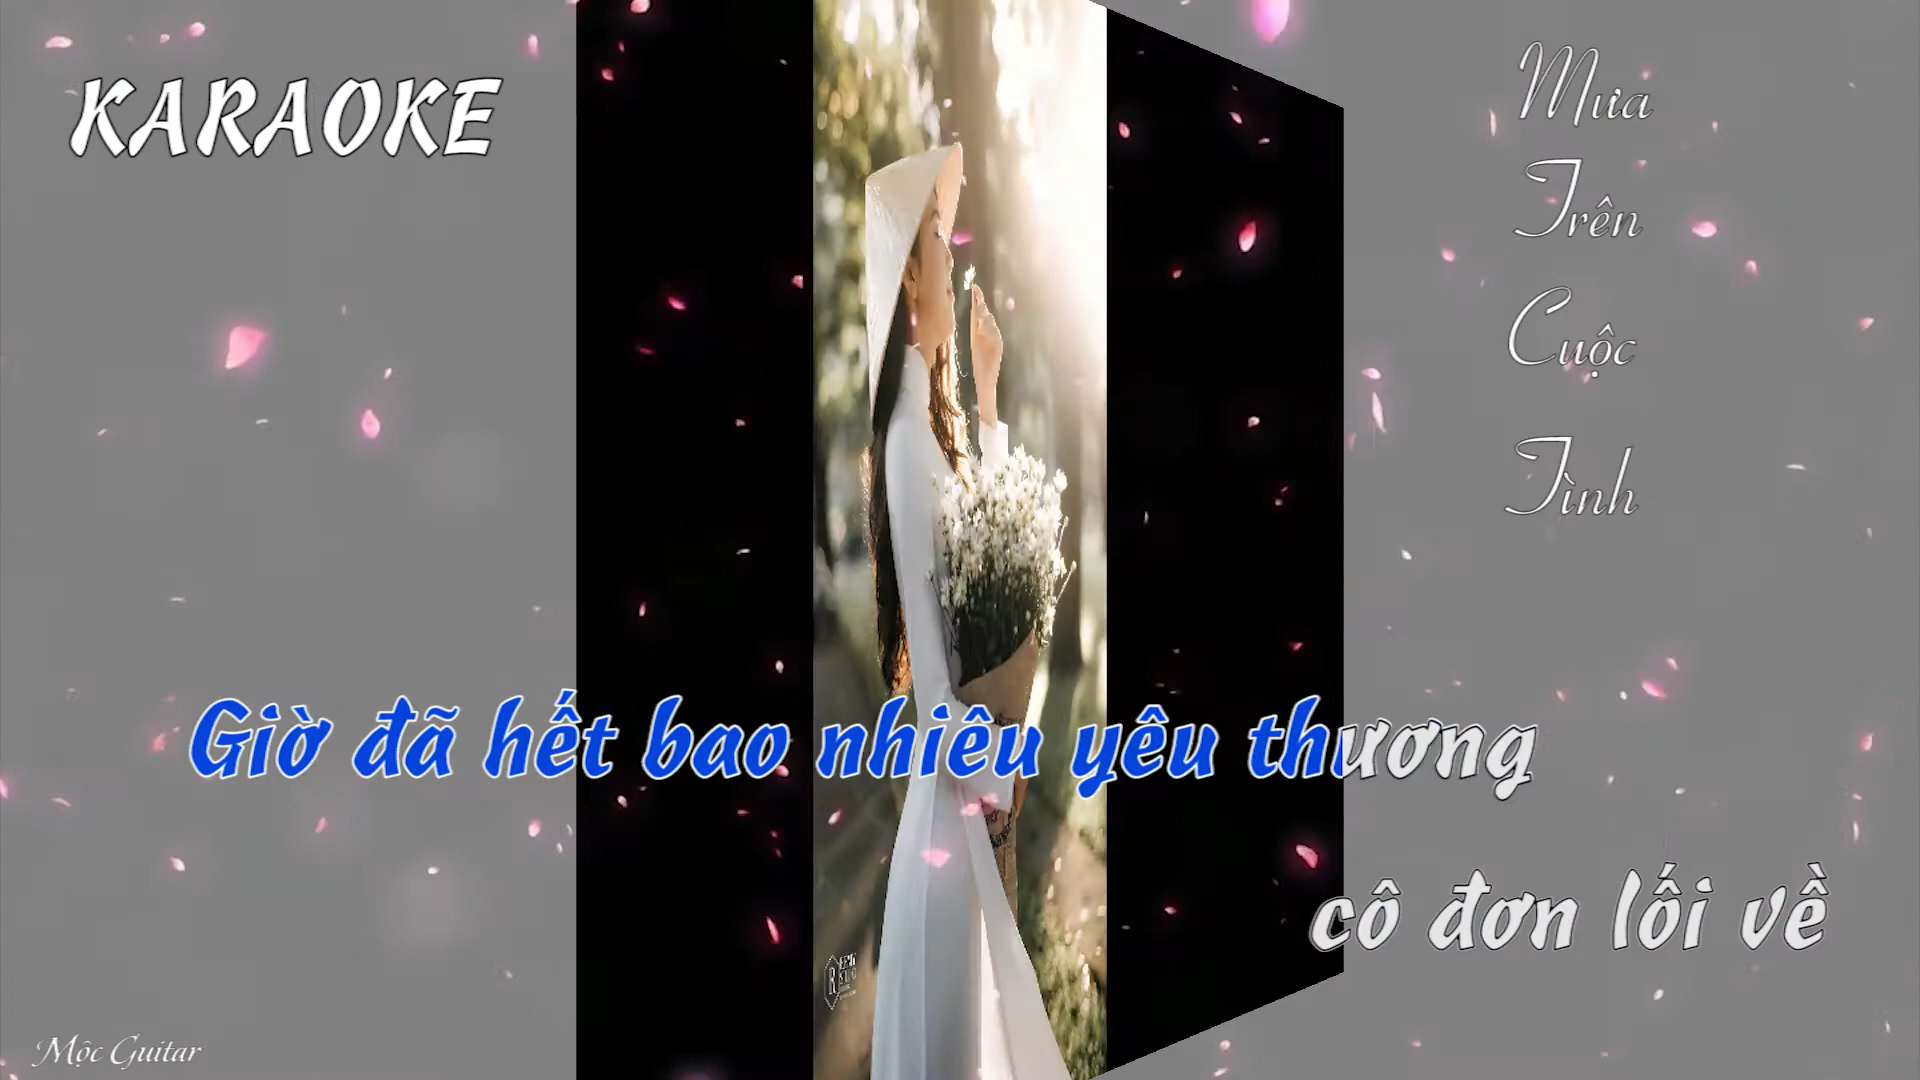 KARAOKE
Mưa
Trên
Cuộc
Tình
Giờ đã hết bao nhiêu yêu thương
cô đơn lối về
Mộc Guitar